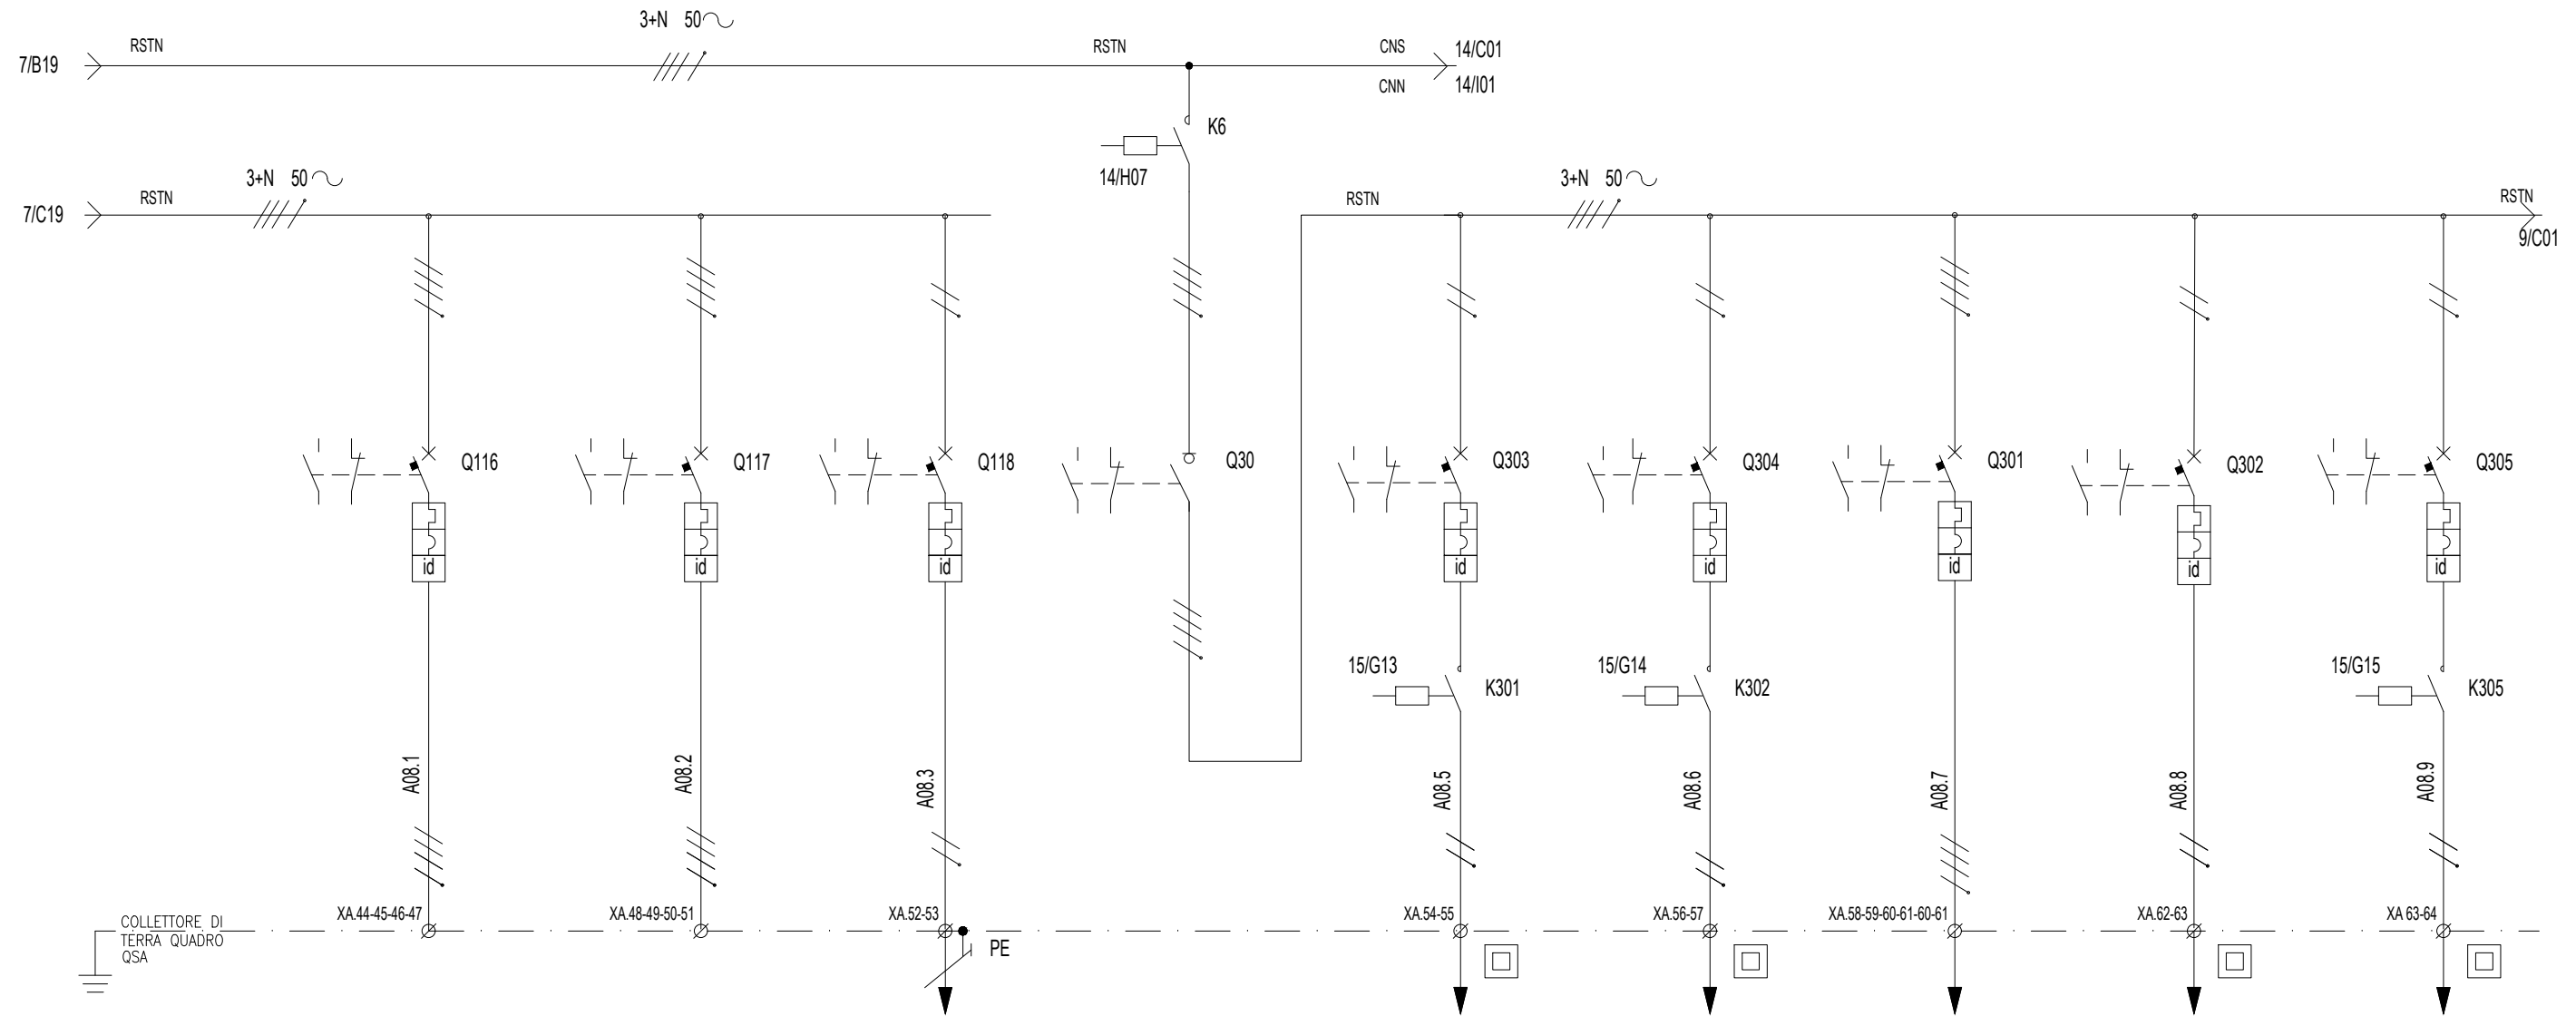 3+N 50
7/B19
RSTN
RSTN
CNS
14/C01
CNN
14/I01
K6
14/H07
3+N 50
7/C19
RSTN
RSTN
3+N 50
RSTN
9/C01
Q116
Q117
Q118
Q30
Q303
Q304
Q301
Q302
Q305
id
id
id
id
id
id
id
id
15/G13
K301
15/G14
K302
15/G15
K305
A08.1
A08.2
A08.3
A08.5
A08.6
A08.7
A08.8
A08.9
COLLETTORE DI
TERRA QUADRO
QSA
XA.44-45-46-47
XA.48-49-50-51
XA.52-53
XA.54-55
XA.56-57
XA.58-59-60-61-60-61
XA.62-63
XA 63-64
PE